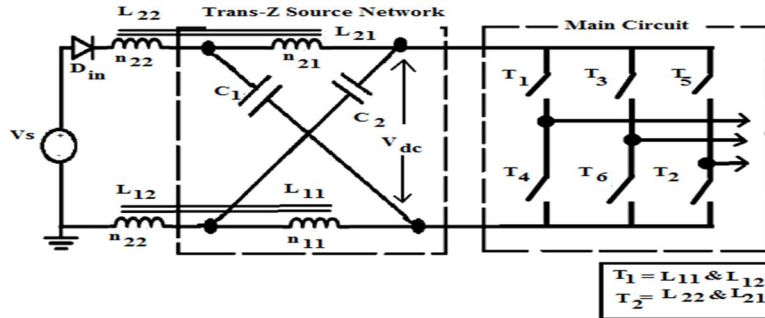 Trans-Z Source Network
Main Circuit
L22
L21
Din
n22
n21
C1
C2
Vdc
Vs
T1
T3
T5
T4
T6
T2
L12
L11
n22
n11
+
-
T1 = L11 & L12
T2 = L22 & L21